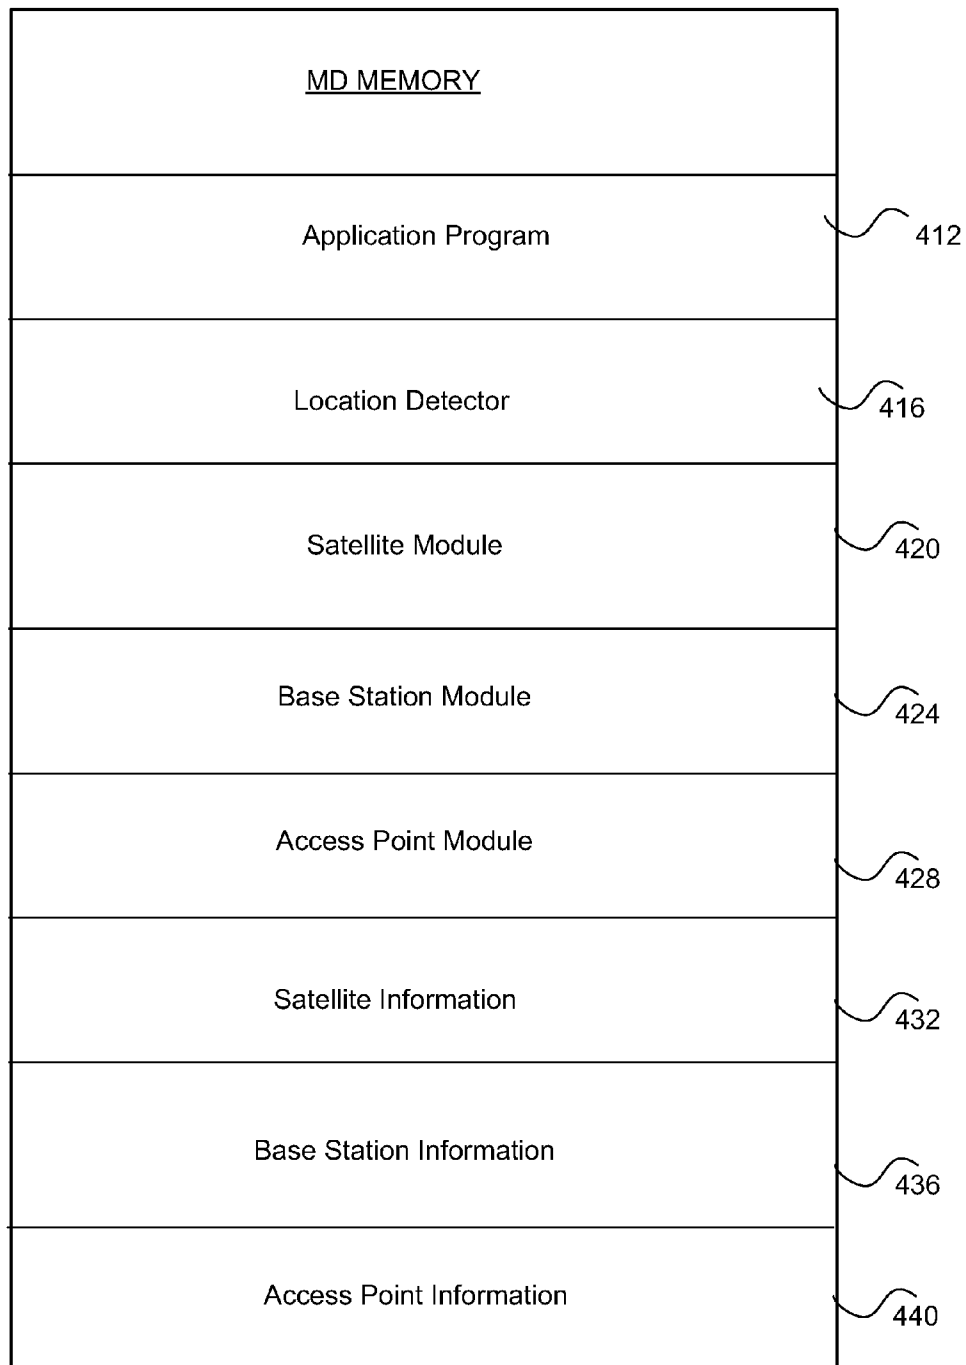 MD MEMORY
Application Program
412
Location Detector
416
Satellite Module
420
Base Station Module
424
Access Point Module
428
Satellite Information
432
Base Station Information
436
Access Point Information
440